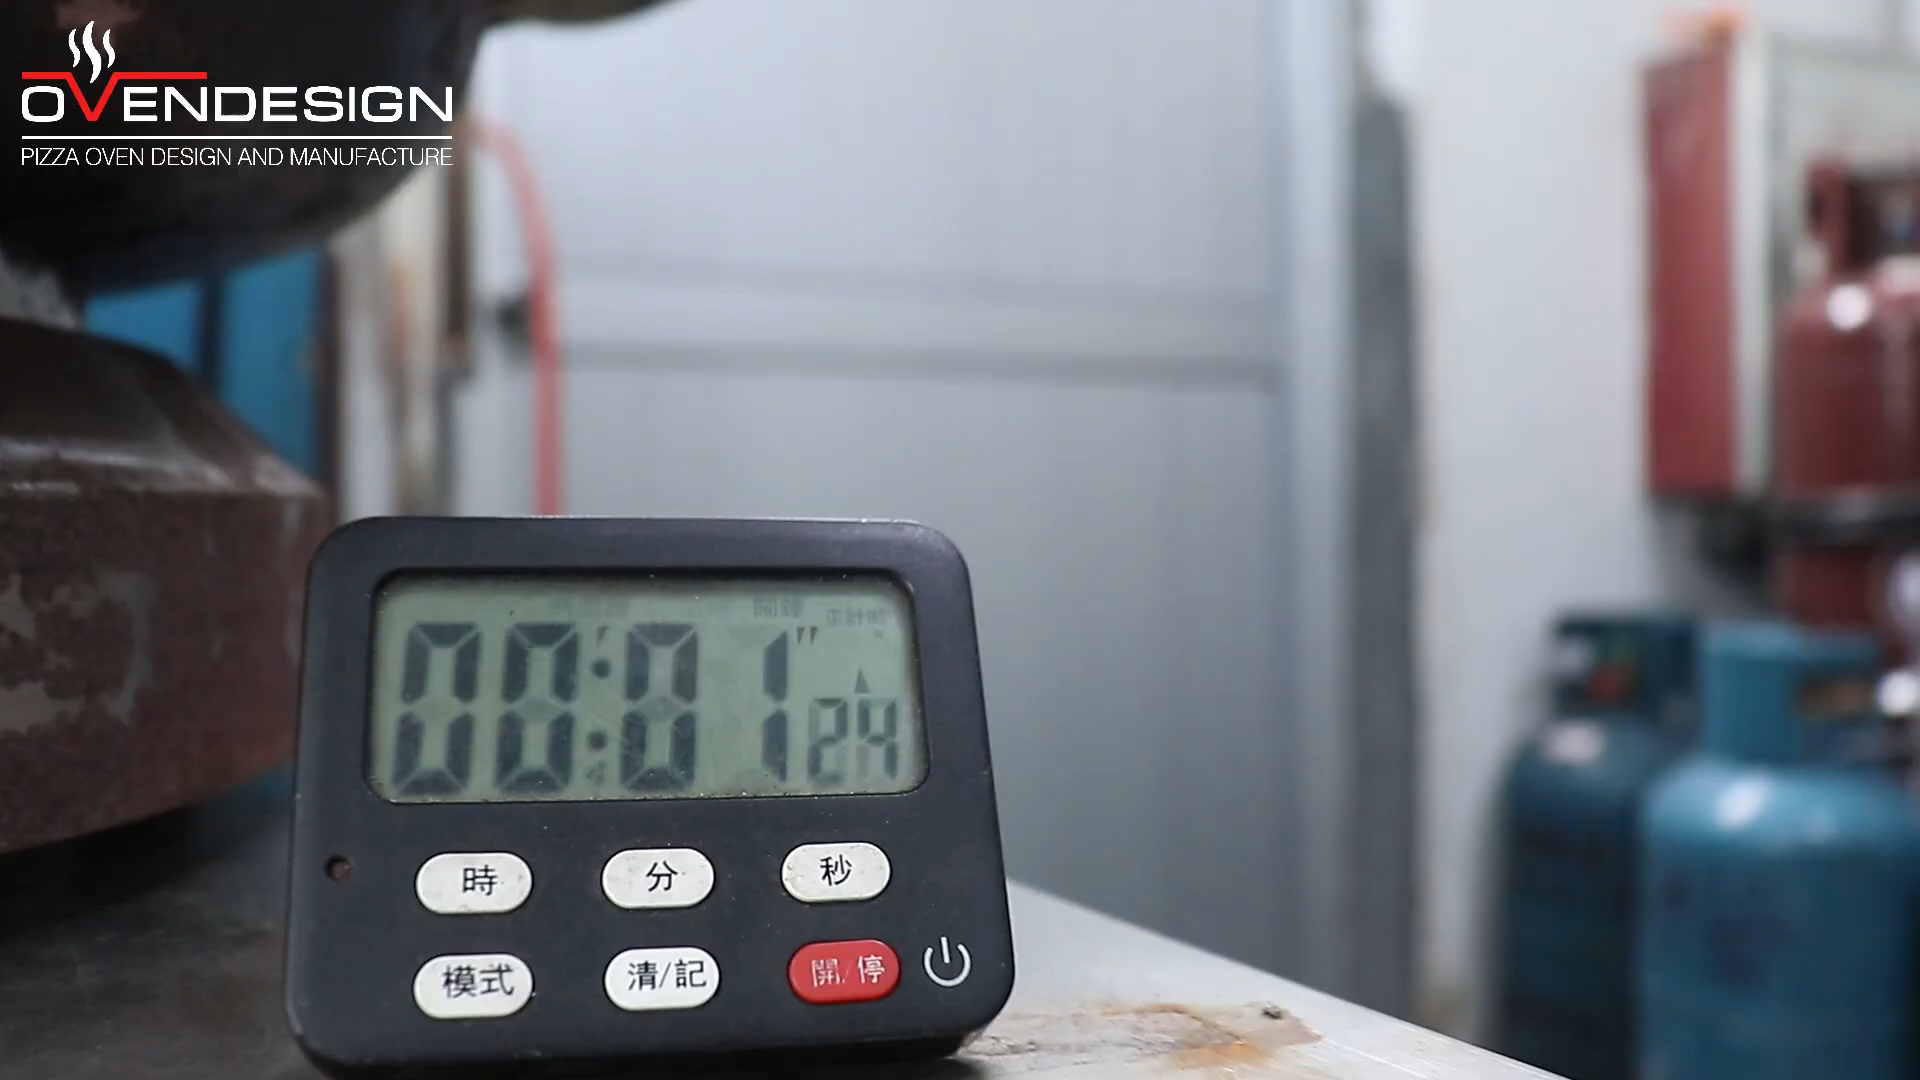 OVENDESIGN
PIZZA OVEN DESIGN AND MANUFACTURE
00:01"
24
時 分 秒
模式 清/記 開/停